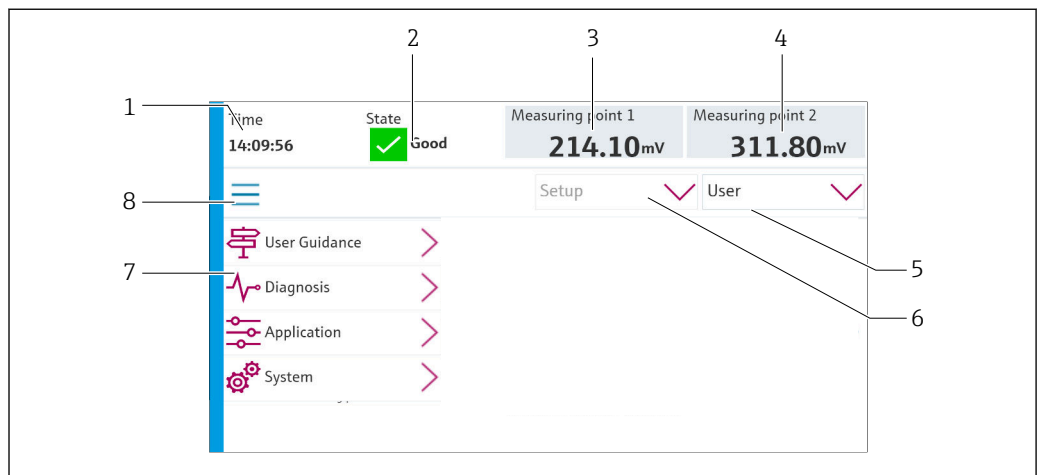 2 3 4
1
Time State Measuring point 1 Measuring point 2
14:09:56 Good 214.10mV 311.80mV
8 Setup User
User Guidance
7 Diagnosis 5
Application 6
System